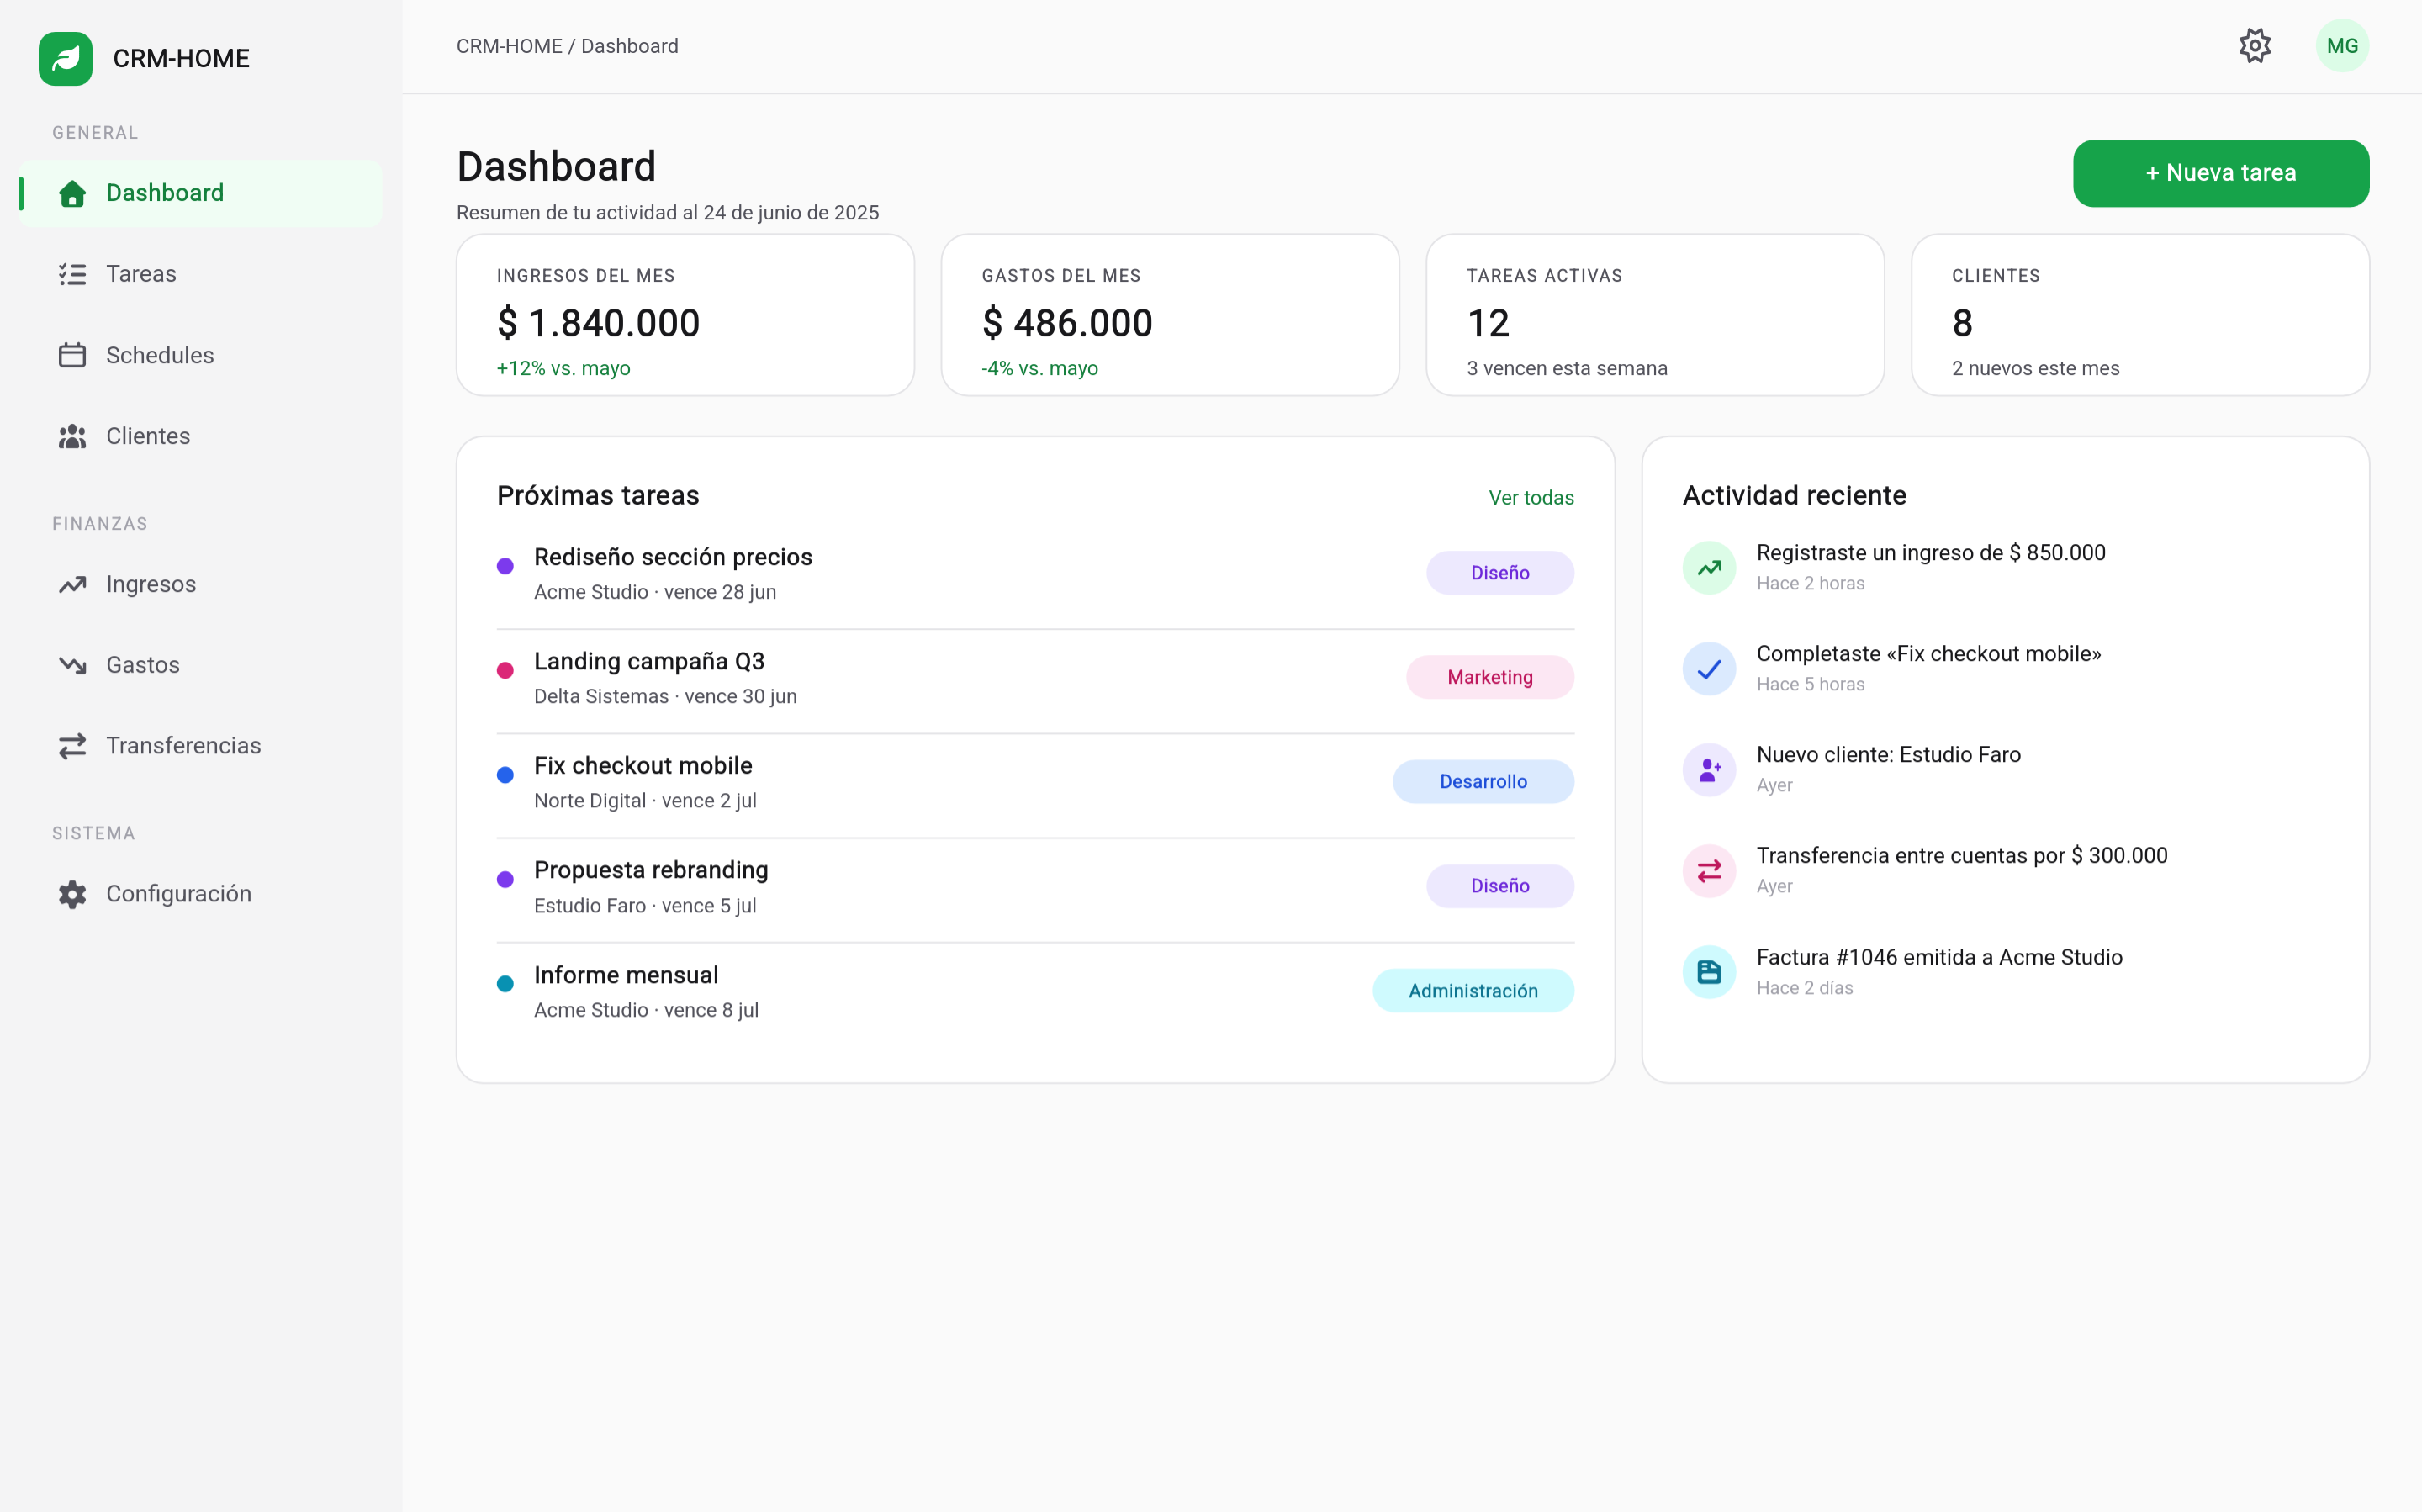 CRM-HOME
GENERAL
Dashboard
Tareas
Schedules
Clientes
FINANZAS
Ingresos
Gastos
Transferencias
SISTEMA
Configuración
CRM-HOME / Dashboard
MG
Dashboard
Resumen de tu actividad al 24 de junio de 2025
+ Nueva tarea
INGRESOS DEL MES
$ 1.840.000
+12% vs. mayo
GASTOS DEL MES
$ 486.000
-4% vs. mayo
TAREAS ACTIVAS
12
3 vencen esta semana
CLIENTES
8
2 nuevos este mes
Próximas tareas
Ver todas
Rediseño sección precios
Acme Studio · vence 28 jun
Diseño
Landing campaña Q3
Delta Sistemas · vence 30 jun
Marketing
Fix checkout mobile
Norte Digital · vence 2 jul
Desarrollo
Propuesta rebranding
Estudio Faro · vence 5 jul
Diseño
Informe mensual
Acme Studio · vence 8 jul
Administración
Actividad reciente
Registraste un ingreso de $ 850.000
Hace 2 horas
Completaste «Fix checkout mobile»
Hace 5 horas
Nuevo cliente: Estudio Faro
Ayer
Transferencia entre cuentas por $ 300.000
Ayer
Factura #1046 emitida a Acme Studio
Hace 2 días